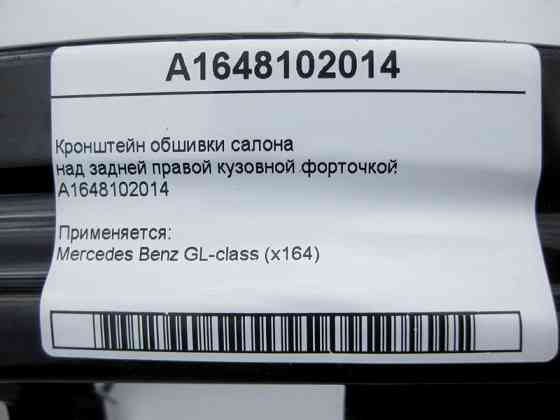 A1648102014
Кронштейн обшивки салона
над задней правой кузовной форточкой
A1648102014
Применяется:
Mercedes Benz GL-class (x164)